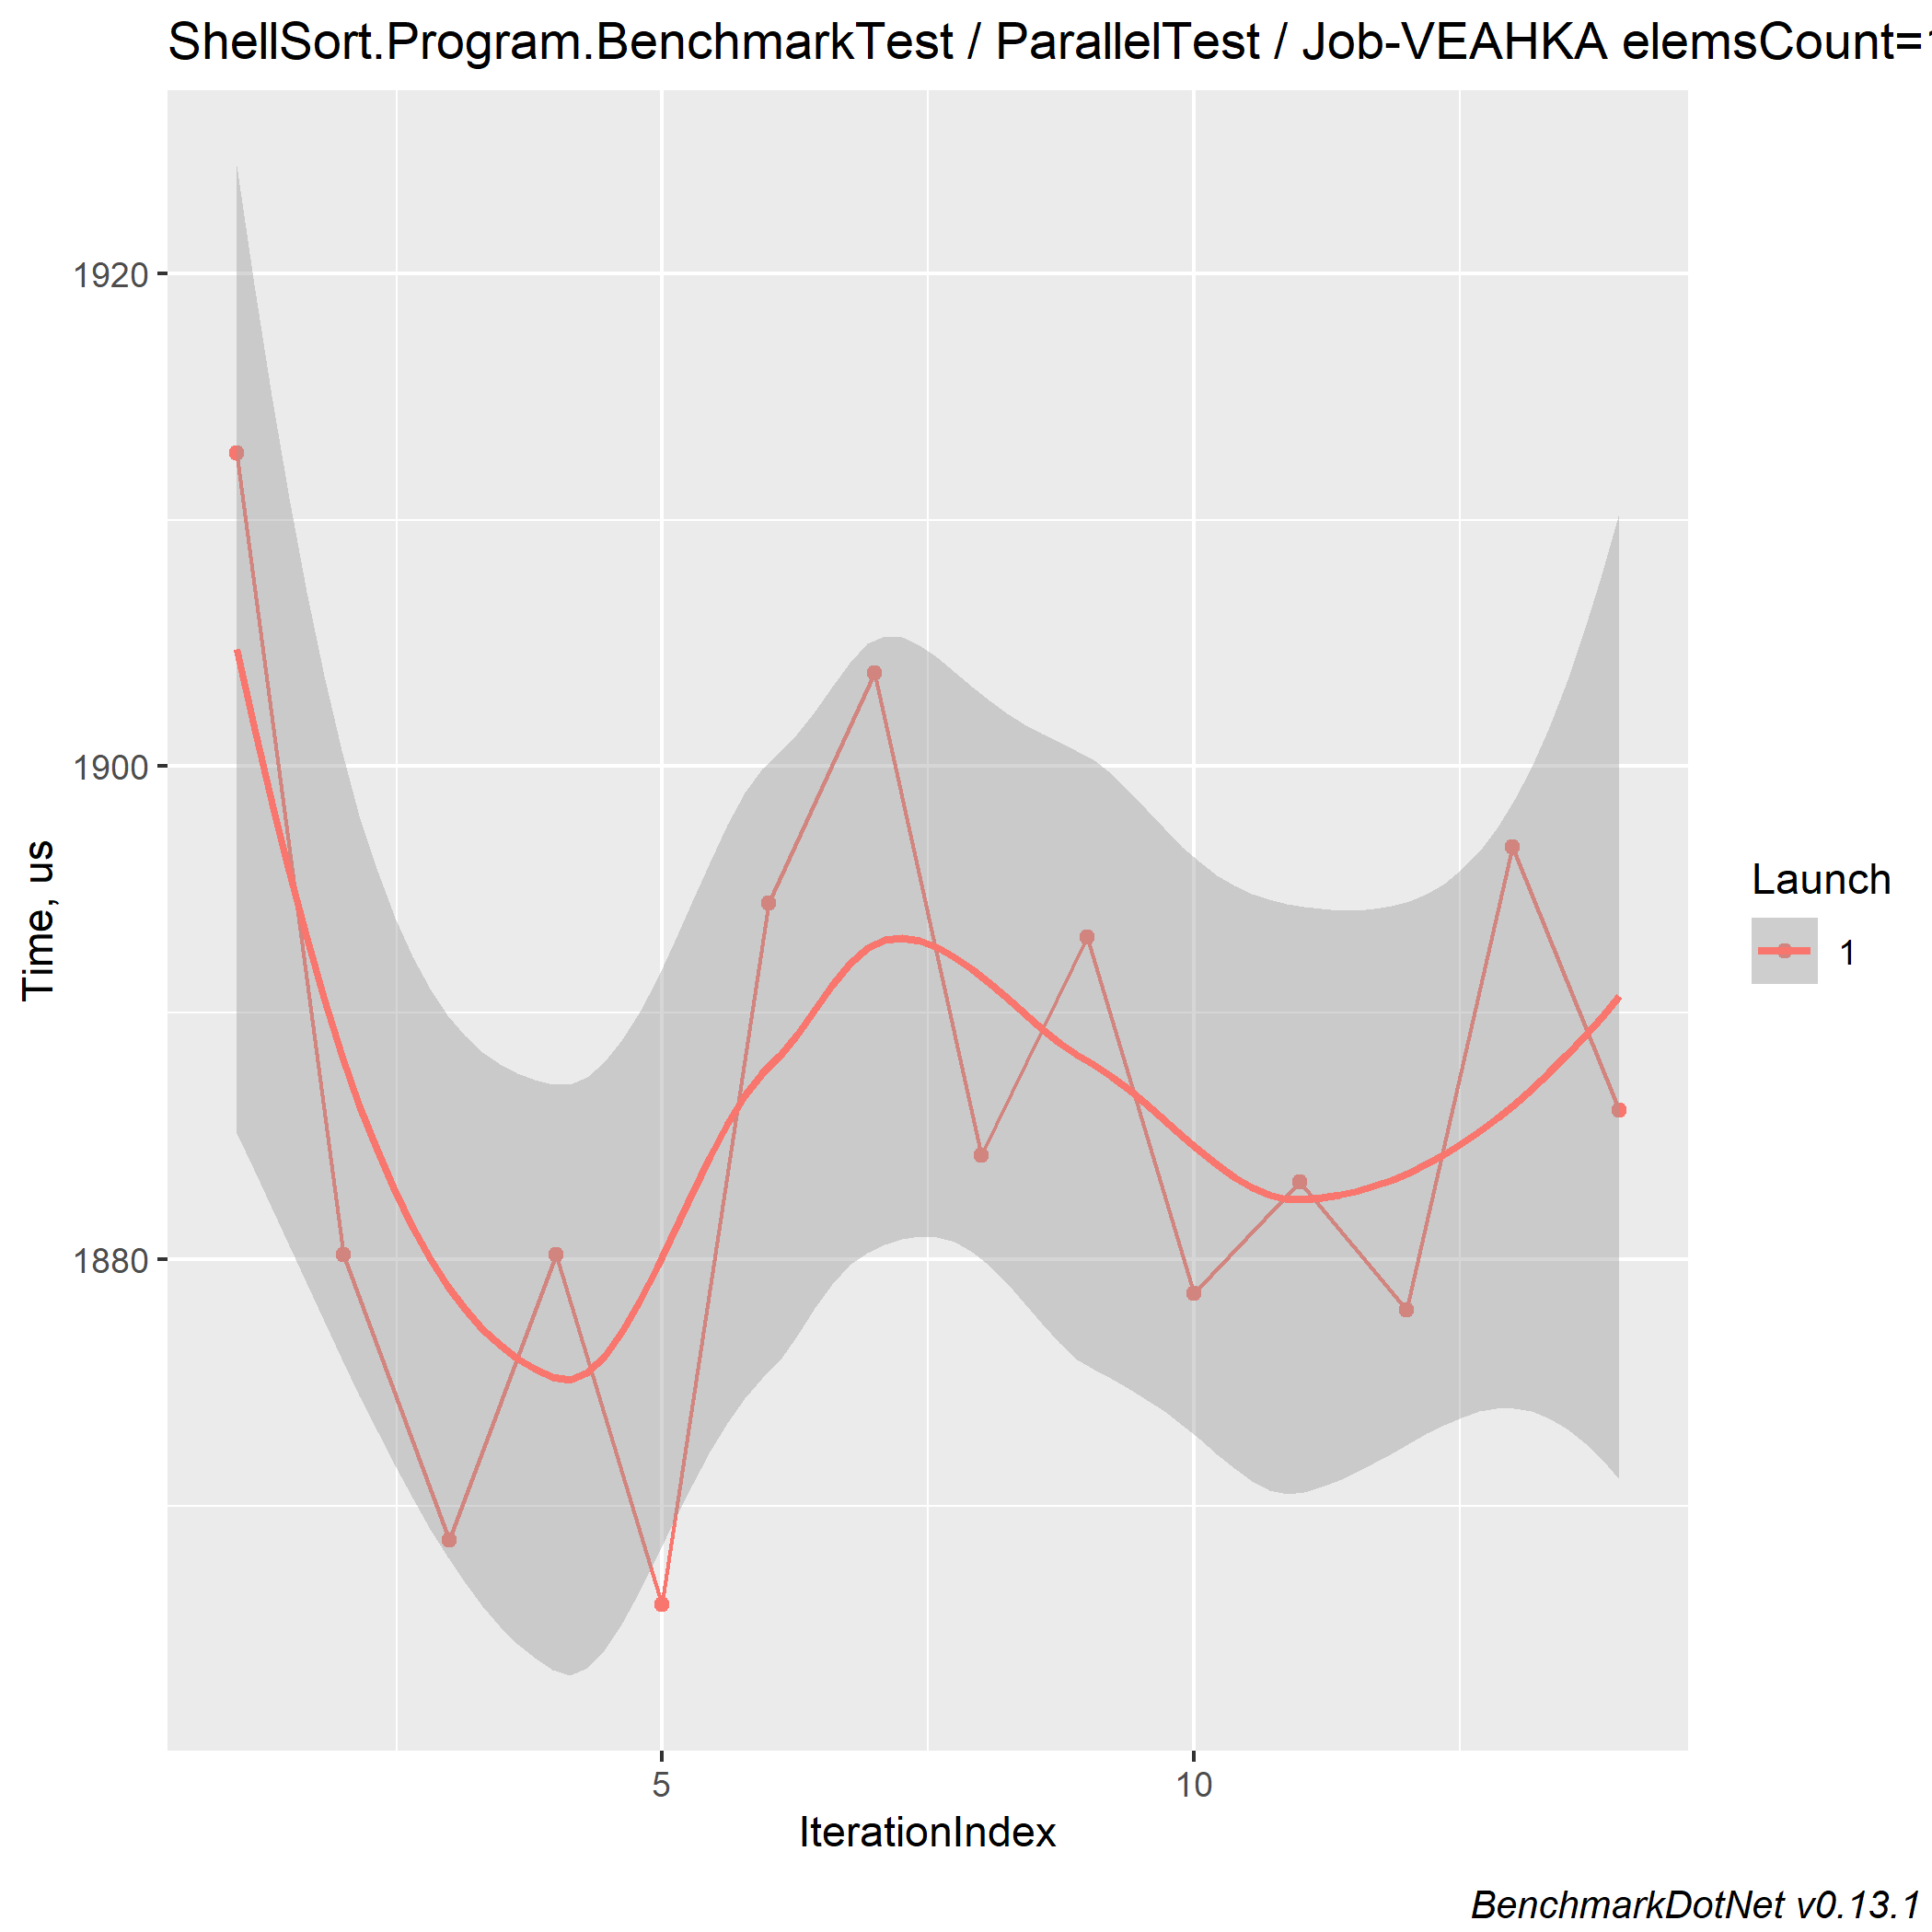 ShellSort.Program.BenchmarkTest / ParallelTest / Job-VEAHKA elemsCount=
1920
1900
1880
Time, us
5
10
IterationIndex
Launch
1
BenchmarkDotNet v0.13.1